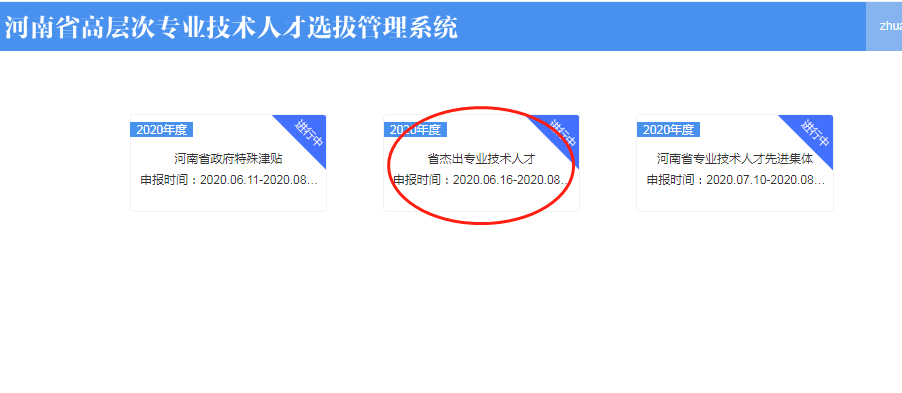 河南省高层次专业技术人才选拔管理系统
zhua
2020年度
进行中
河南省政府特殊津贴
申报时间：2020.06.11-2020.08...
2020年度
进行中
省杰出专业技术人才
申报时间：2020.06.16-2020.08...
2020年度
进行中
河南省专业技术人才先进集体
申报时间：2020.07.10-2020.08...